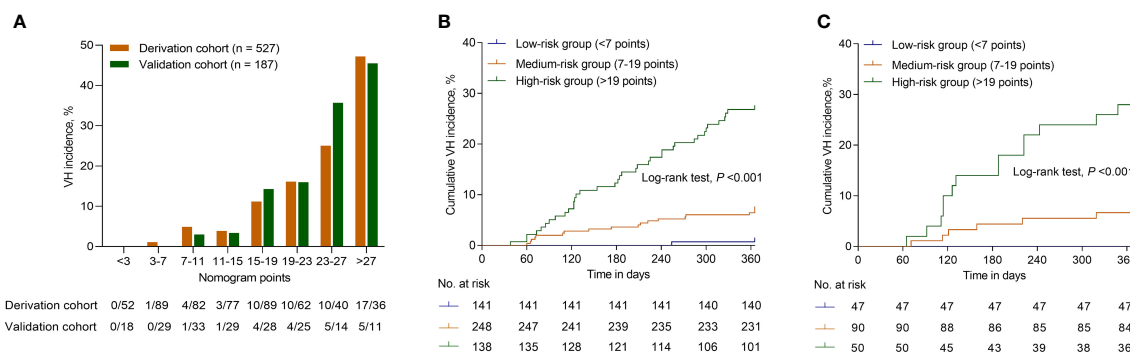 A
VH incidence, %
50
40
30
20
10
0
Derivation cohort (n = 527)
Validation cohort (n = 187)
<3 3-7 7-11 11-15 15-19 19-23 23-27 >27
Nomogram points
Derivation cohort 0/52 1/89 4/82 3/77 10/89 10/62 10/40 17/36
Validation cohort 0/18 0/29 1/33 1/29 4/28 4/25 5/14 5/11
B
Cumulative VH incidence, %
40
30
20
10
0
Low-risk group (<7 points)
Medium-risk group (7-19 points)
High-risk group (>19 points)
Log-rank test, P <0.001
0 60 120 180 240 300 360
Time in days
No. at risk
141 141 141 141 141 140 140
248 247 241 239 235 233 231
138 135 128 121 114 106 101
C
Cumulative VH incidence, %
40
30
20
10
0
Low-risk group (<7 points)
Medium-risk group (7-19 points)
High-risk group (>19 points)
Log-rank test, P <0.001
0 60 120 180 240 300 360
Time in days
No. at risk
47 47 47 47 47 47 47
90 90 88 86 85 85 84
50 50 45 43 39 38 36